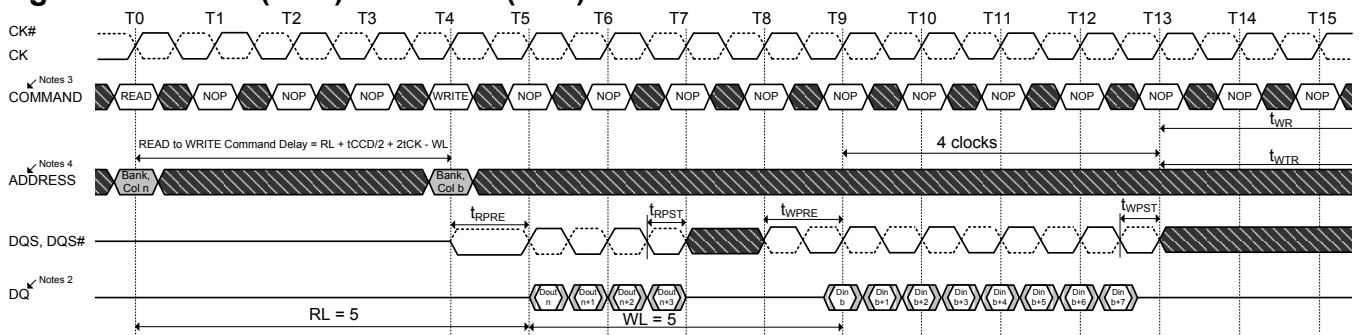 T0 T1 T2 T3 T4 T5 T6 T7 T8 T9 T10 T11 T12 T13 T14 T15
CK#
CK
Notes 3
COMMAND READ NOP NOP NOP WRITE NOP NOP NOP NOP NOP NOP NOP NOP NOP NOP NOP
tWR
READ to WRITE Command Delay = RL + tCCD/2 + 2tCK - WL
4 clocks
tWTR
Notes 4
ADDRESS Bank, Col n Bank, Col b
tRPRE tRPST tWPRE tWPST
DQS, DQS#
Notes 2
DQ Dout n Dout n+1 Dout n+2 Dout n+3 Din b Din b+1 Din b+2 Din b+3 Din b+4 Din b+5 Din b+6 Din b+7
RL = 5 WL = 5